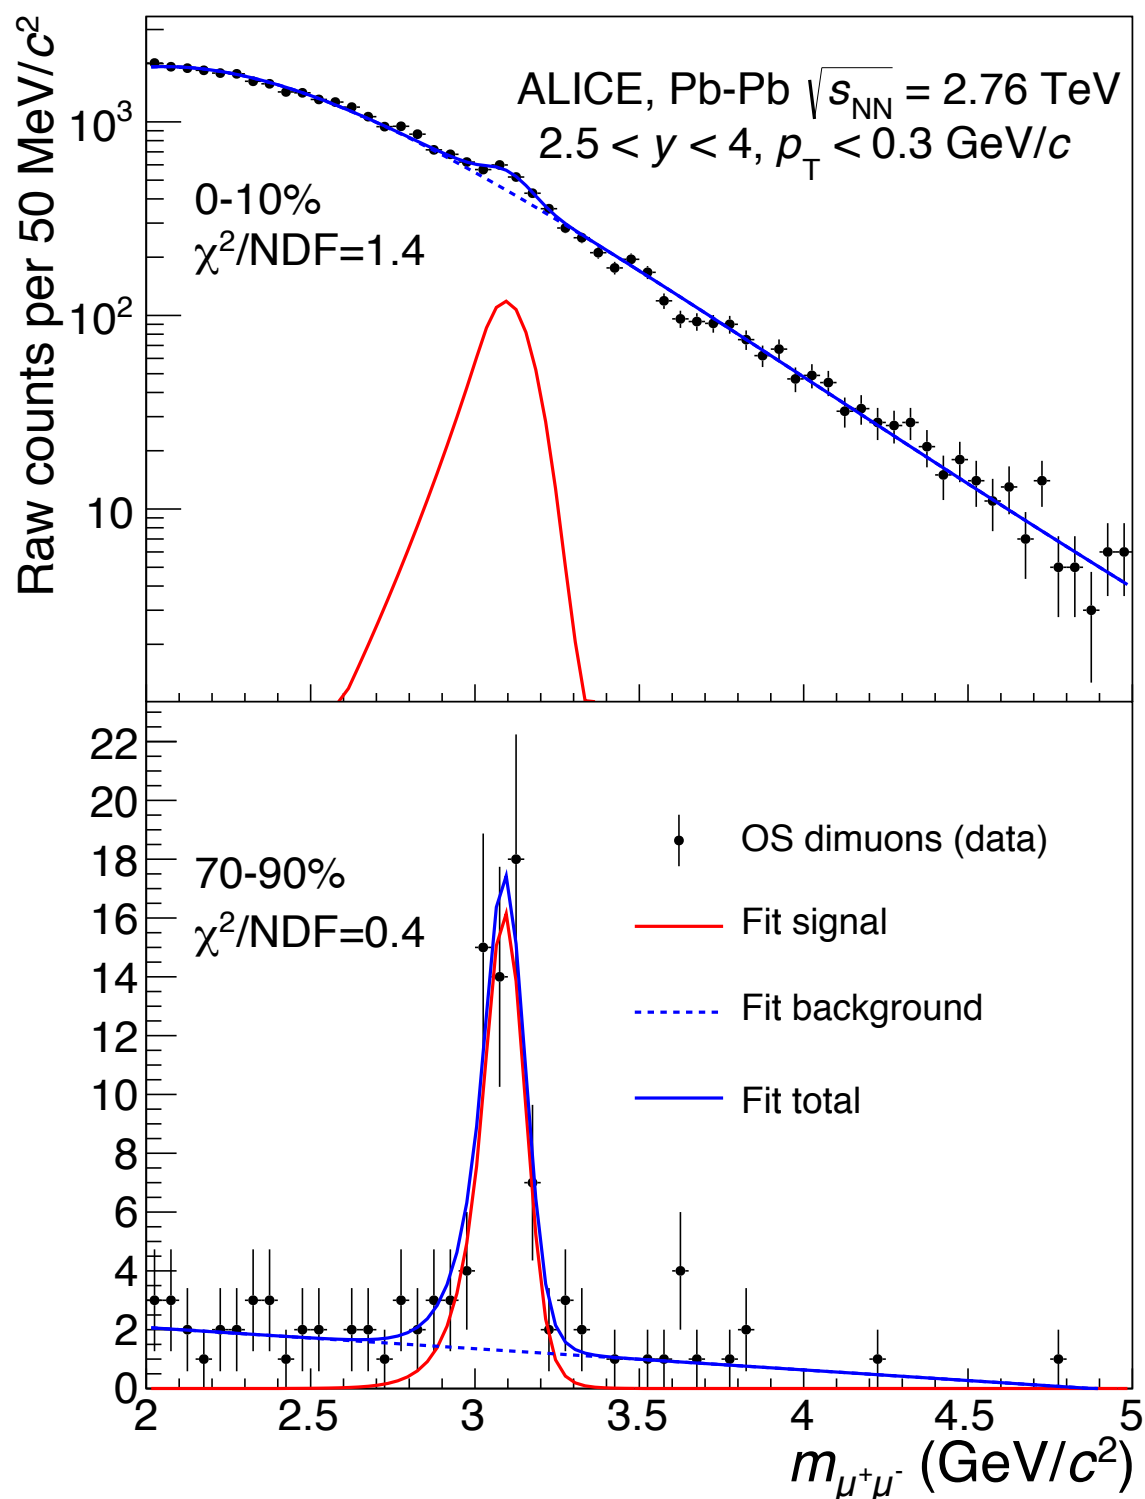 Raw counts per 50 MeV/c²
ALICE, Pb-Pb √sNN = 2.76 TeV
2.5 < y < 4, pT < 0.3 GeV/c
0-10%
χ²/NDF=1.4
10³
10²
10
70-90%
χ²/NDF=0.4
OS dimuons (data)
Fit signal
Fit background
Fit total
22
20
18
16
14
12
10
8
6
4
2
0
2 2.5 3 3.5 4 4.5 5
mμ⁺μ⁻ (GeV/c²)